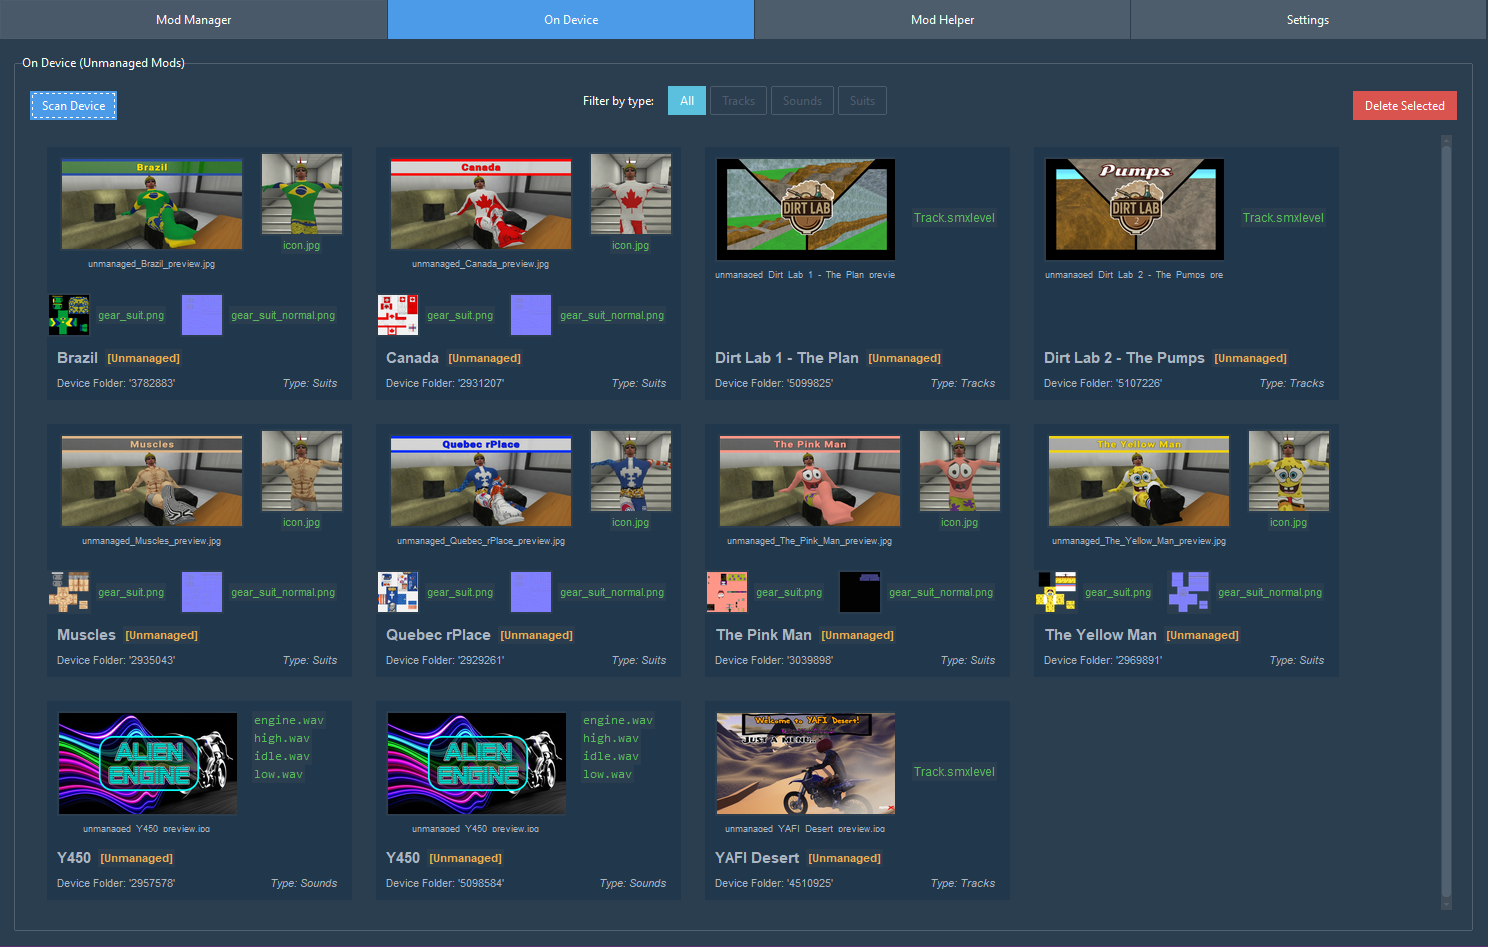 Mod Manager
On Device
Mod Helper
Settings
On Device (Unmanaged Mods)
Scan Device
Filter by type:
All
Tracks
Sounds
Suits
Delete Selected
Brazil
icon.jpg
unmanaged_Brazil_preview.jpg
gear_suit.png
gear_suit_normal.png
Brazil [Unmanaged]
Device Folder: '3782883'
Type: Suits
Canada
icon.jpg
unmanaged_Canada_preview.jpg
gear_suit.png
gear_suit_normal.png
Canada [Unmanaged]
Device Folder: '2931207'
Type: Suits
DIRT LAB
Track.smxlevel
unmanaged_Dirt_Lab_1_-_The_Plan_previe
Dirt Lab 1 - The Plan [Unmanaged]
Device Folder: '5099825'
Type: Tracks
Pumps
DIRT LAB
2
Track.smxlevel
unmanaged_Dirt_Lab_2_-_The_Pumps_pre
Dirt Lab 2 - The Pumps [Unmanaged]
Device Folder: '5107226'
Type: Tracks
Muscles
icon.jpg
unmanaged_Muscles_preview.jpg
gear_suit.png
gear_suit_normal.png
Muscles [Unmanaged]
Device Folder: '2935043'
Type: Suits
Quebec rPlace
icon.jpg
unmanaged_Quebec_rPlace_preview.jpg
gear_suit.png
gear_suit_normal.png
Quebec rPlace [Unmanaged]
Device Folder: '2929261'
Type: Suits
The Pink Man
icon.jpg
unmanaged_The_Pink_Man_preview.jpg
gear_suit.png
gear_suit_normal.png
The Pink Man [Unmanaged]
Device Folder: '3039898'
Type: Suits
The Yellow Man
icon.jpg
unmanaged_The_Yellow_Man_preview.jpg
gear_suit.png
gear_suit_normal.png
The Yellow Man [Unmanaged]
Device Folder: '2969891'
Type: Suits
ALIEN
ENGINE
engine.wav
high.wav
idle.wav
low.wav
unmanaged_Y450_preview.jpg
Y450 [Unmanaged]
Device Folder: '2957578'
Type: Sounds
ALIEN
ENGINE
engine.wav
high.wav
idle.wav
low.wav
unmanaged_Y450_preview.jpg
Y450 [Unmanaged]
Device Folder: '5098584'
Type: Sounds
Welcome to YAFI Desert!
JUST A MENU...
Track.smxlevel
unmanaged_YAFI_Desert_preview.jpg
YAFI Desert [Unmanaged]
Device Folder: '4510925'
Type: Tracks